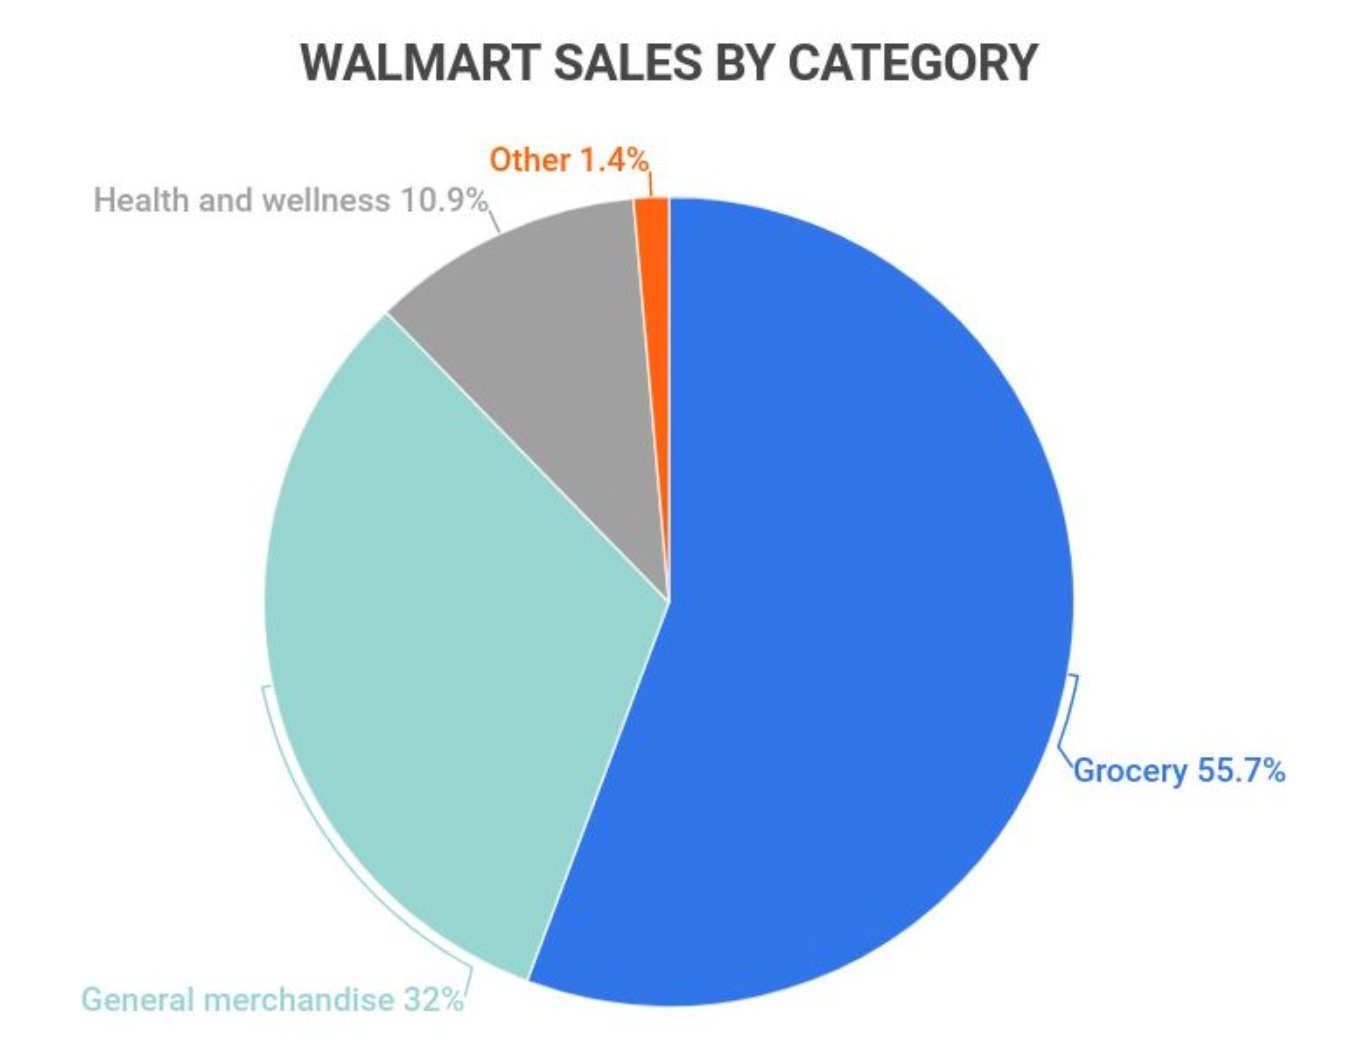 WALMART SALES BY CATEGORY
Other 1.4%
Health and wellness 10.9%
Grocery 55.7%
General merchandise 32%